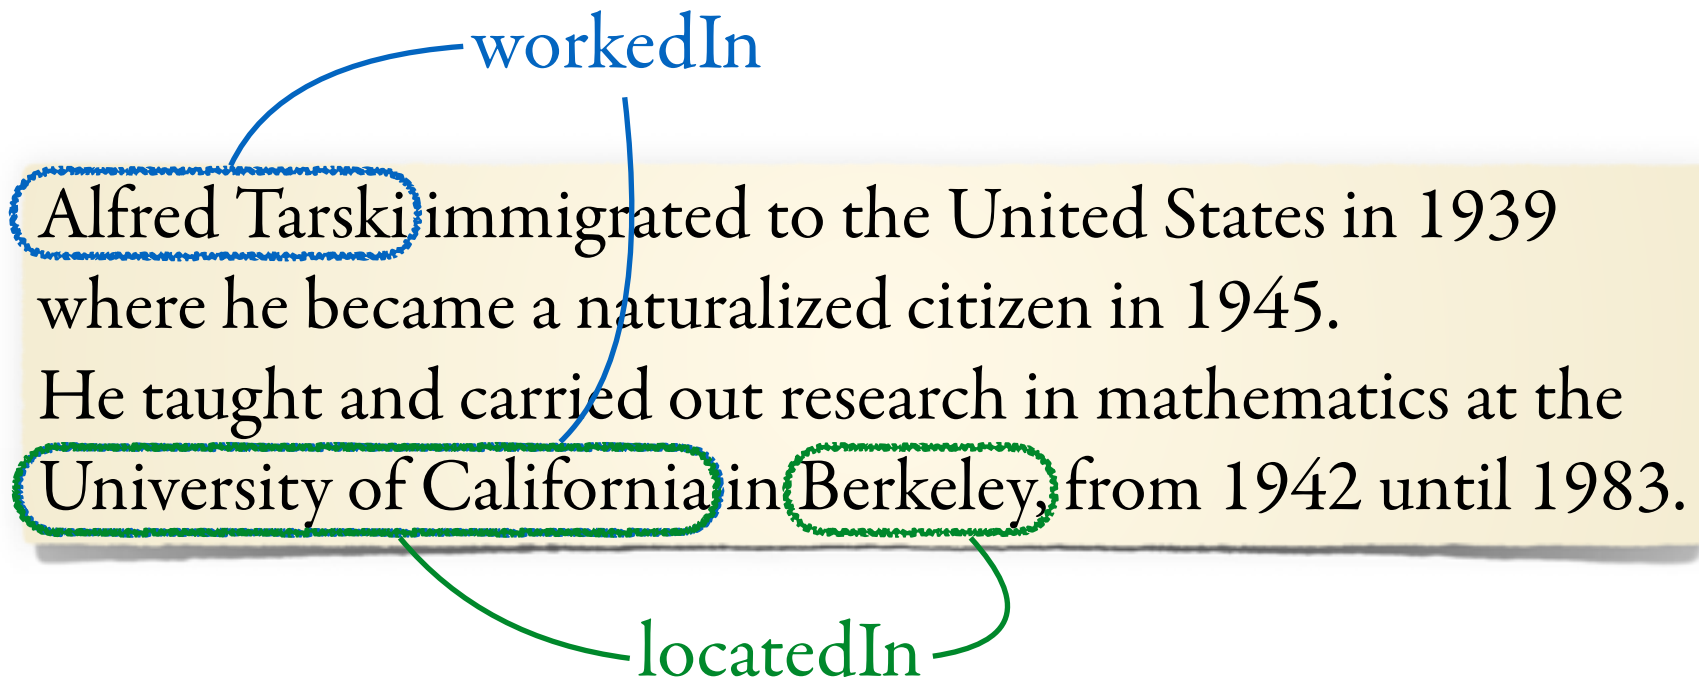 workedIn
Alfred Tarski immigrated to the United States in 1939
where he became a naturalized citizen in 1945.
He taught and carried out research in mathematics at the
University of California in Berkeley, from 1942 until 1983.
locatedIn